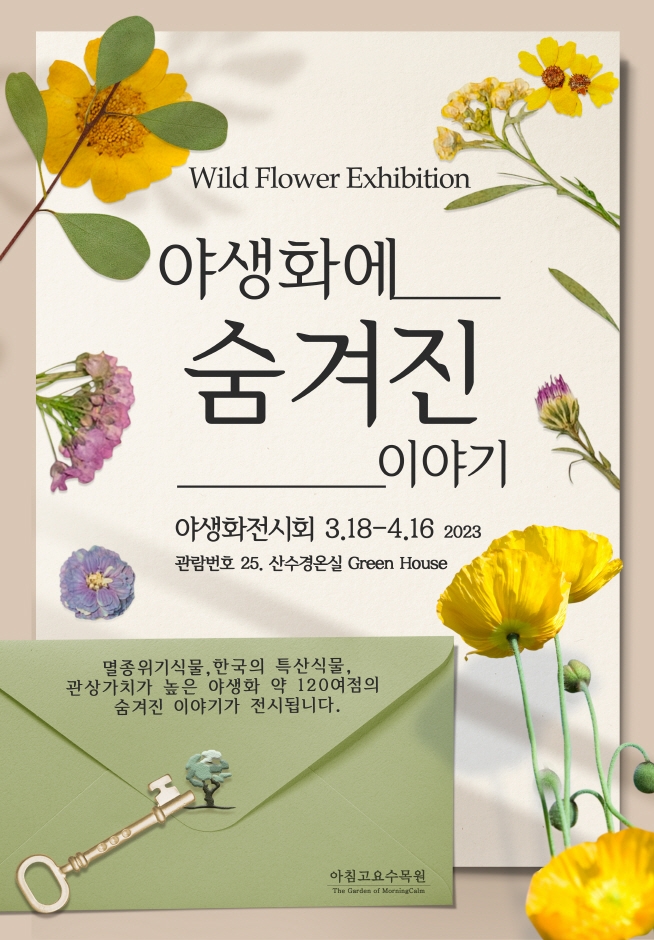 Wild Flower Exhibition
야생화에
숨겨진
이야기
야생화전시회 3.18-4.16 2023
관람번호 25. 산수경온실 Green House
멸종위기식물,한국의 특산식물,
관상가치가 높은 야생화 약 120여점의
숨겨진 이야기가 전시됩니다.
아침고요수목원
The Garden of MorningCalm